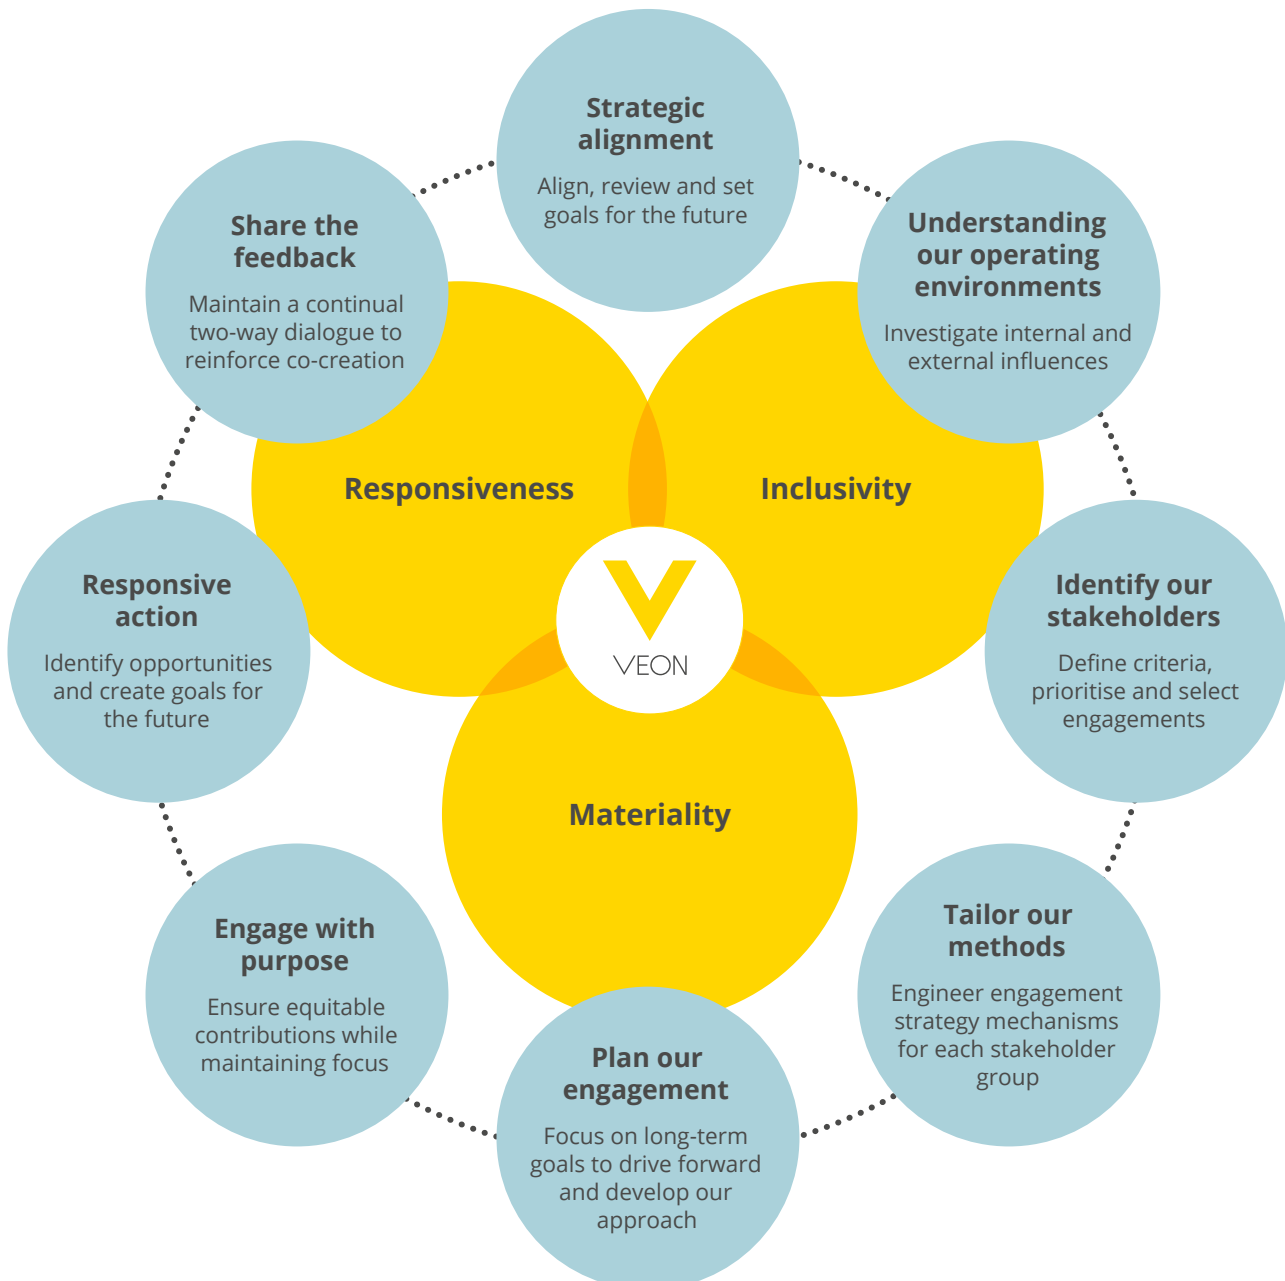 Strategic
alignment
Align, review and set
goals for the future
Understanding
our operating
environments
Investigate internal and
external influences
Identify our
stakeholders
Define criteria,
prioritise and select
engagements
Tailor our
methods
Engineer engagement
strategy mechanisms
for each stakeholder
group
Plan our
engagement
Focus on long-term
goals to drive forward
and develop our
approach
Engage with
purpose
Ensure equitable
contributions while
maintaining focus
Responsive
action
Identify opportunities
and create goals for
the future
Share the
feedback
Maintain a continual
two-way dialogue to
reinforce co-creation
Responsiveness
Inclusivity
Materiality
VEON